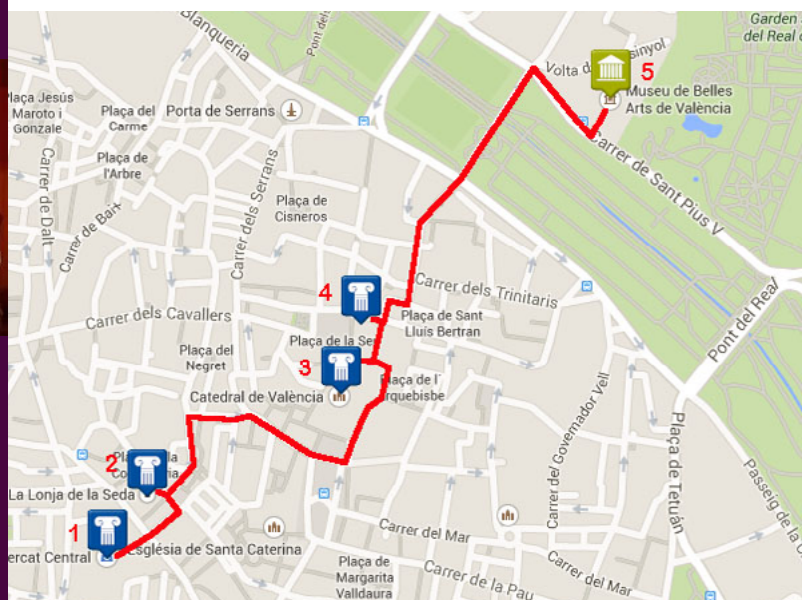 Garden
del Real
Blanqueria
Pont del
Volta d
sinyol
5
Museu de Belles
Arts de València
Plaça Jesús
Maroto i
Gonzale
Plaça del
Carme
Porta de Serrans
Plaça de
l'Arbre
Carrer de Dalt
Carrer de Baix
Carrer dels Serrans
Plaça de
Cisneros
Carrer de Sant Pius V
4
Carrer dels Trinitaris
Carrer dels Cavallers
Plaça de Sant
Lluís Bertran
Pont del Real
Plaça del
Negret
3
Plaça de la Seu
Catedral de València
Plaça de l'
rquebisbe
Carrer del Governador Vell
Plaça de Tetuán
Passeig de la
2
La Lonja de la Seda
1
ercat Central
Església de Santa Caterina
Carrer del Mar
Plaça de
Margarita
Valldaura
Carrer de la Pau
Carrer del Mar